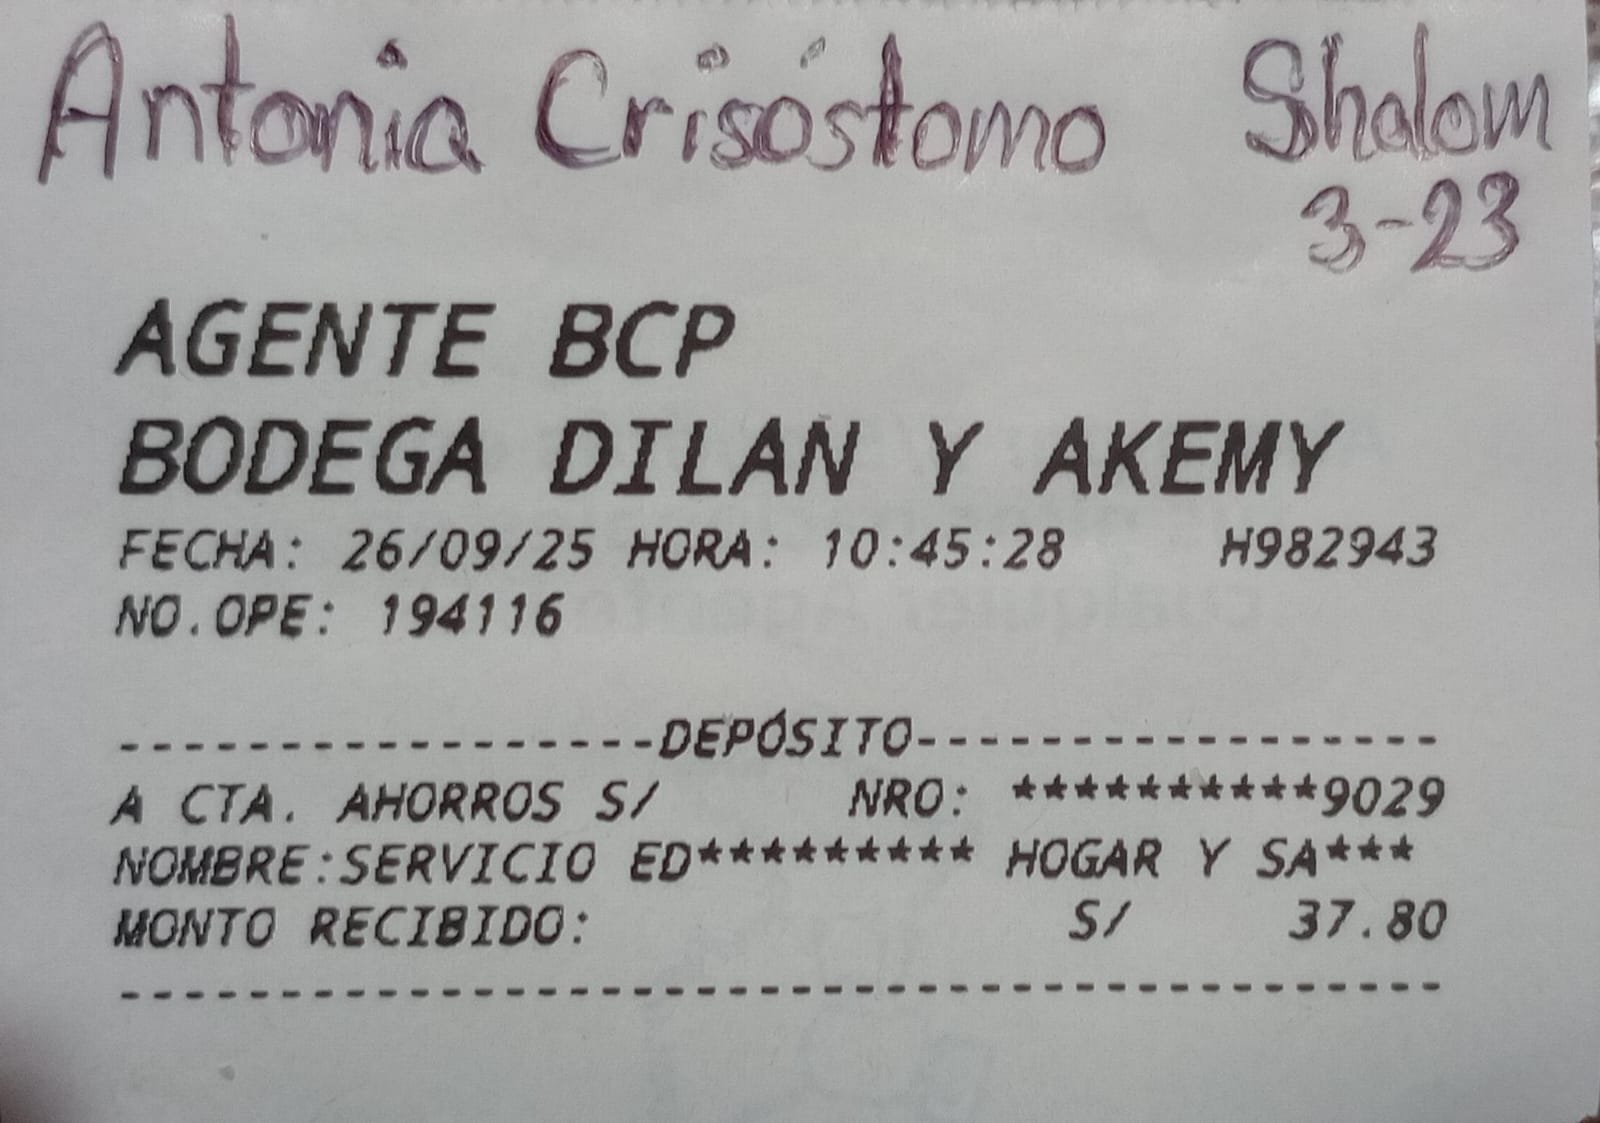 Antonia Crisóstomo Shalom
3-23
AGENTE BCP
BODEGA DILAN Y AKEMY
FECHA: 26/09/25 HORA: 10:45:28 H982943
NO.OPE: 194116
------------------DEPÓSITO-----------------
A CTA. AHORROS S/ NRO: **********9029
NOMBRE:SERVICIO ED********* HOGAR Y SA***
MONTO RECIBIDO: S/ 37.80
------------------------------------------